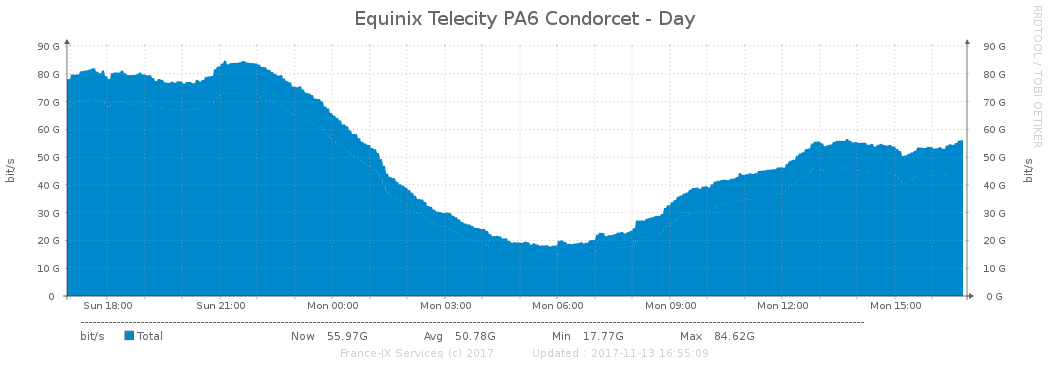 Equinix Telecity PA6 Condorcet - Day
RRDTOOL / TOBI OETIKER
90 G 90 G
80 G 80 G
70 G 70 G
60 G 60 G
50 G 50 G
40 G 40 G
30 G 30 G
20 G 20 G
10 G 10 G
0 0 G
bit/s
bit/s
Sun 18:00 Sun 21:00 Mon 00:00 Mon 03:00 Mon 06:00 Mon 09:00 Mon 12:00 Mon 15:00
bit/s Total Now 55.97G Avg 50.78G Min 17.77G Max 84.62G
France-IX Services (c) 2017 Updated : 2017-11-13 16:55:09